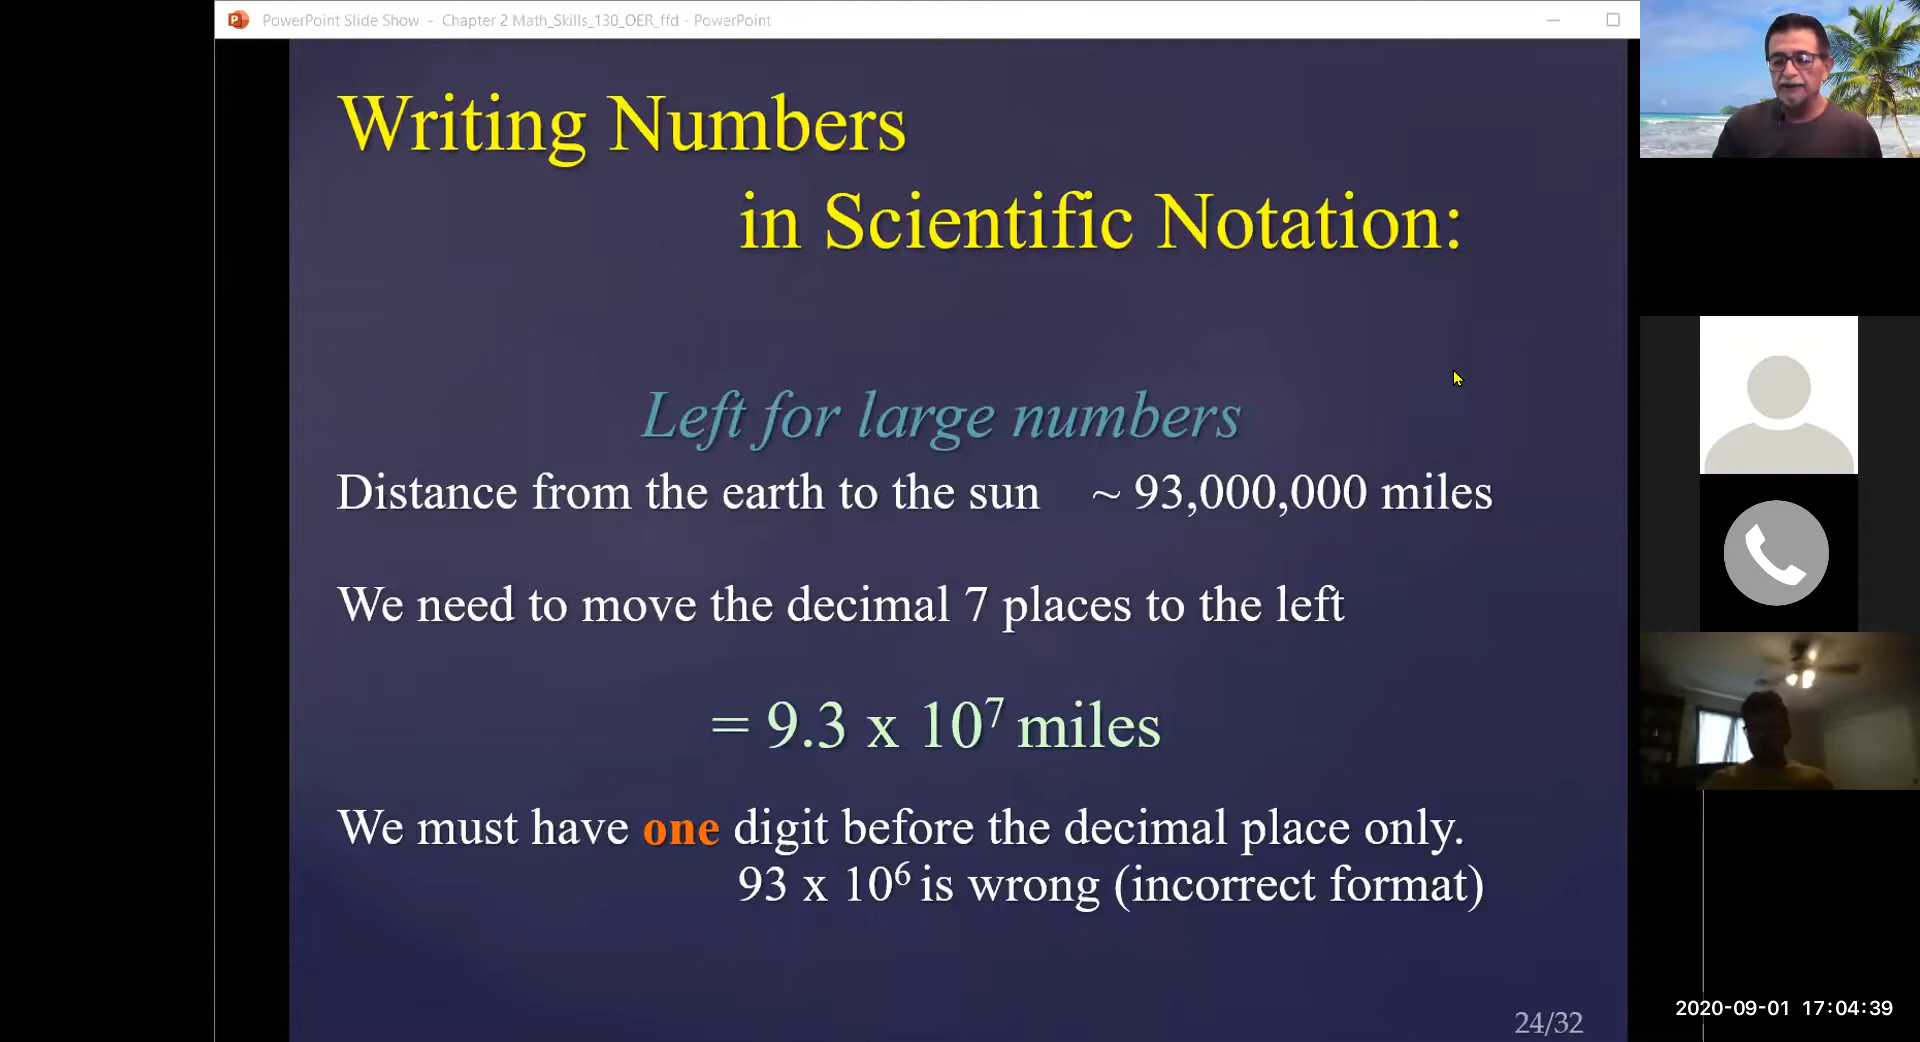 PowerPoint Slide Show - Chapter 2 Math_Skills_130_OER_ffd - PowerPoint
Writing Numbers
in Scientific Notation:
Left for large numbers
Distance from the earth to the sun ~ 93,000,000 miles
We need to move the decimal 7 places to the left
= 9.3 x 10⁷ miles
We must have one digit before the decimal place only.
93 x 10⁶ is wrong (incorrect format)
24/32
2020-09-01 17:04:39